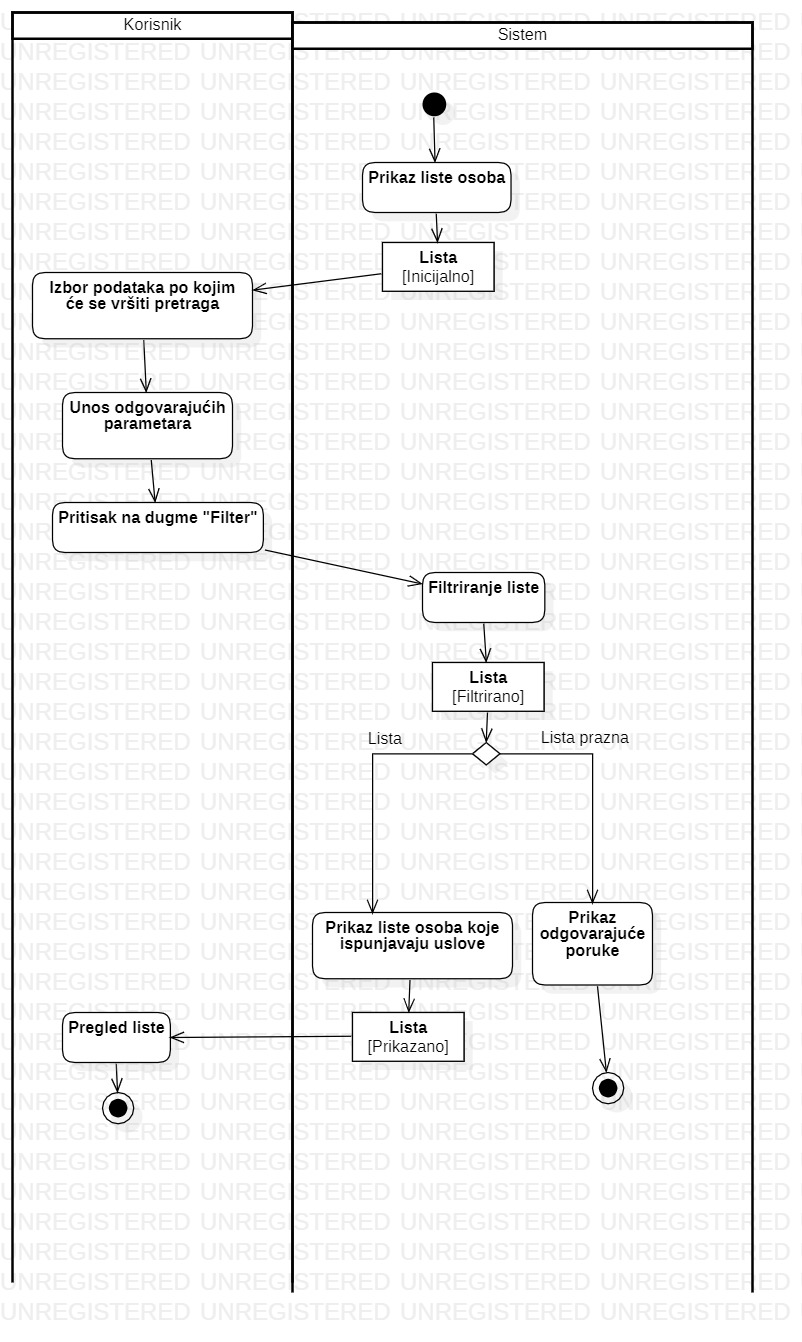 Korisnik
Sistem
Prikaz liste osoba
Lista
[Inicijalno]
Izbor podataka po kojim
će se vršiti pretraga
Unos odgovarajućih
parametara
Pritisak na dugme "Filter"
Filtriranje liste
Lista
[Filtrirano]
Lista
Lista prazna
Prikaz liste osoba koje
ispunjavaju uslove
Prikaz
odgovarajuće
poruke
Lista
[Prikazano]
Pregled liste
UNREGISTERED